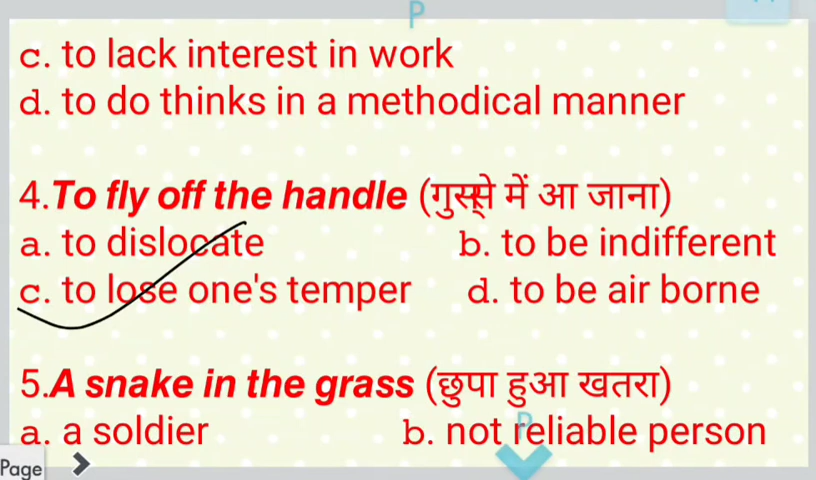 P
c. to lack interest in work
d. to do thinks in a methodical manner
4.To fly off the handle (गुस्से में आ जाना)
a. to dislocate b. to be indifferent
c. to lose one's temper d. to be air borne
5.A snake in the grass (छुपा हुआ खतरा)
a. a soldier b. not reliable person
P
Page